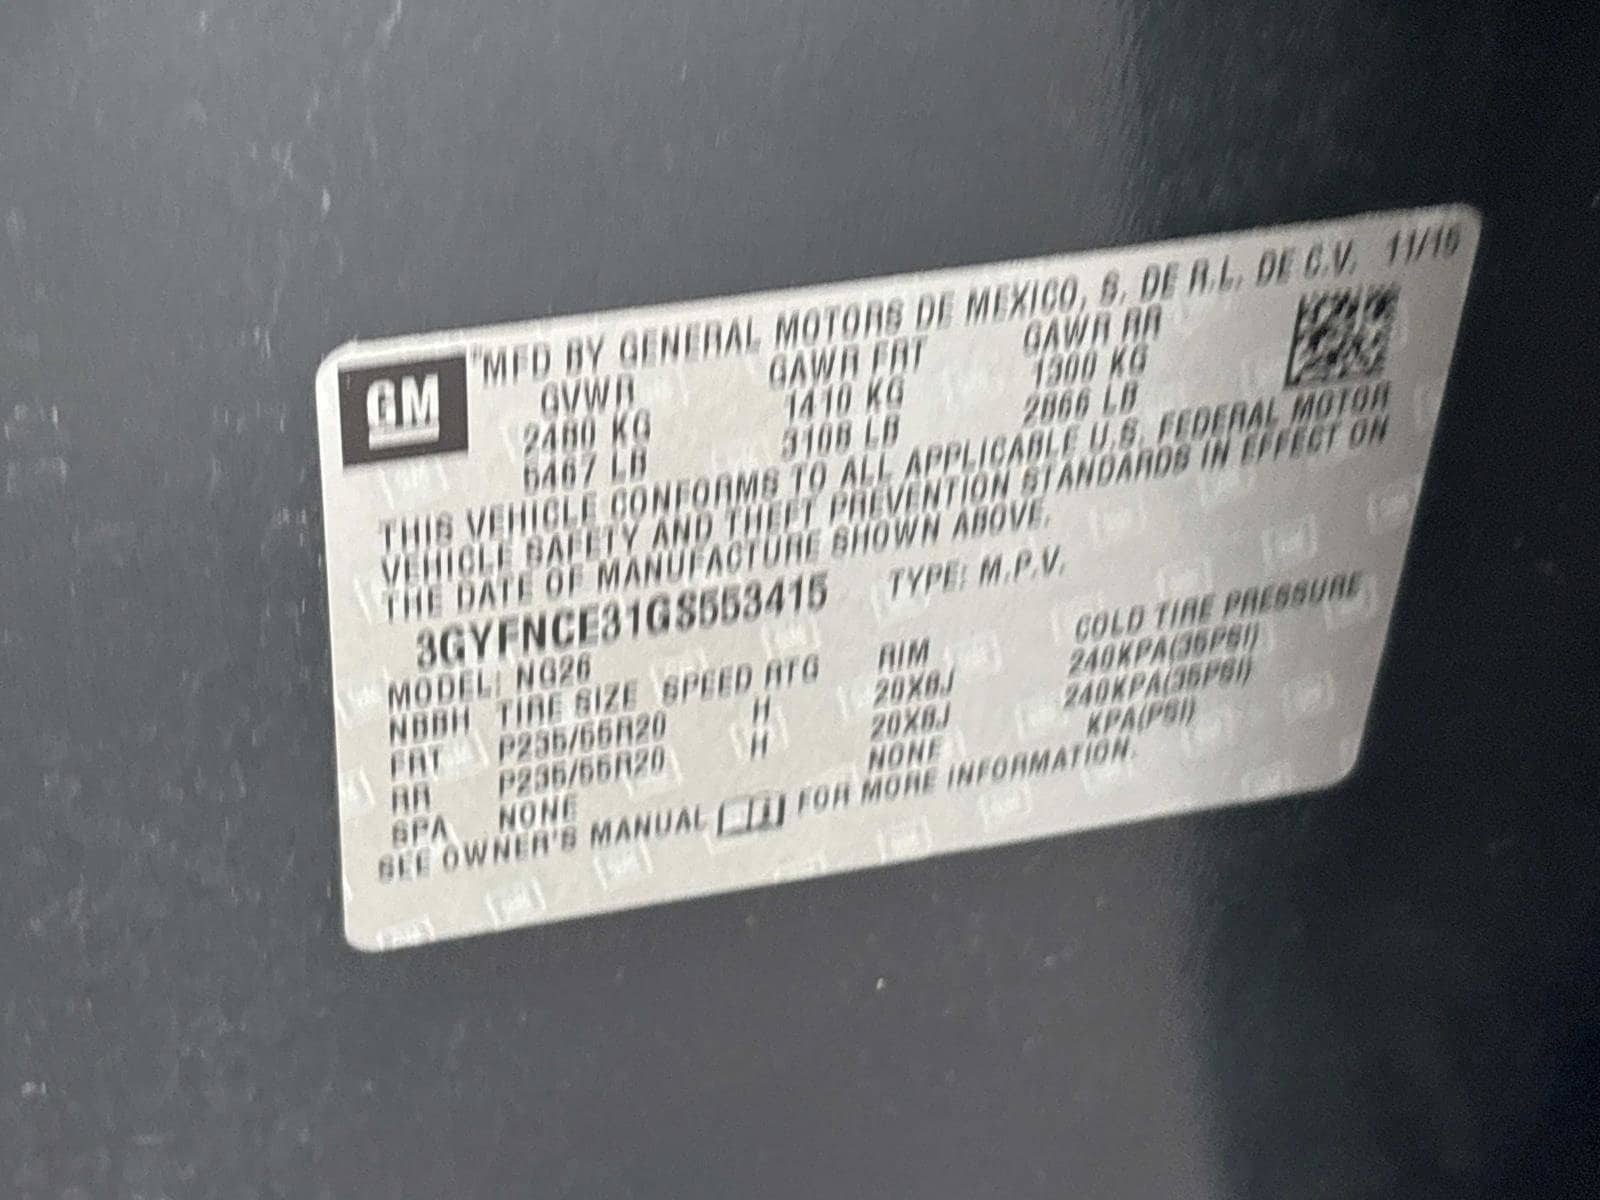 GM
"MFD BY GENERAL MOTORS DE MEXICO, S. DE R.L. DE C.V. 11/15
GVWR GAWR FRT GAWR RR
2480 KG 1410 KG 1300 KG
5467 LB 3108 LB 2866 LB
THIS VEHICLE CONFORMS TO ALL APPLICABLE U.S. FEDERAL MOTOR
VEHICLE SAFETY AND THEFT PREVENTION STANDARDS IN EFFECT ON
THE DATE OF MANUFACTURE SHOWN ABOVE.
3GYFNCE31GS553415 TYPE: M.P.V.
MODEL: NG26
NBBH TIRE SIZE SPEED RTG RIM COLD TIRE PRESSURE
FRT P235/55R20 H 20X8J 240KPA(35PSI)
RR P235/55R20 H 20X8J 240KPA(35PSI)
SPA NONE NONE KPA(PSI)
SEE OWNER'S MANUAL FOR MORE INFORMATION.